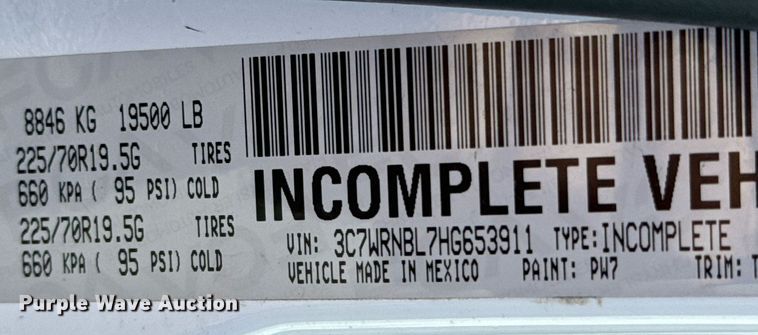 8846 KG 19500 LB
225/70R19.5G TIRES
660 KPA ( 95 PSI) COLD
225/70R19.5G TIRES
660 KPA ( 95 PSI) COLD
INCOMPLETE VEH
VIN: 3C7WRNBL7HG653911 TYPE: INCOMPLETE
VEHICLE MADE IN MEXICO PAINT: PW7 TRIM: T
Purple Wave Auction